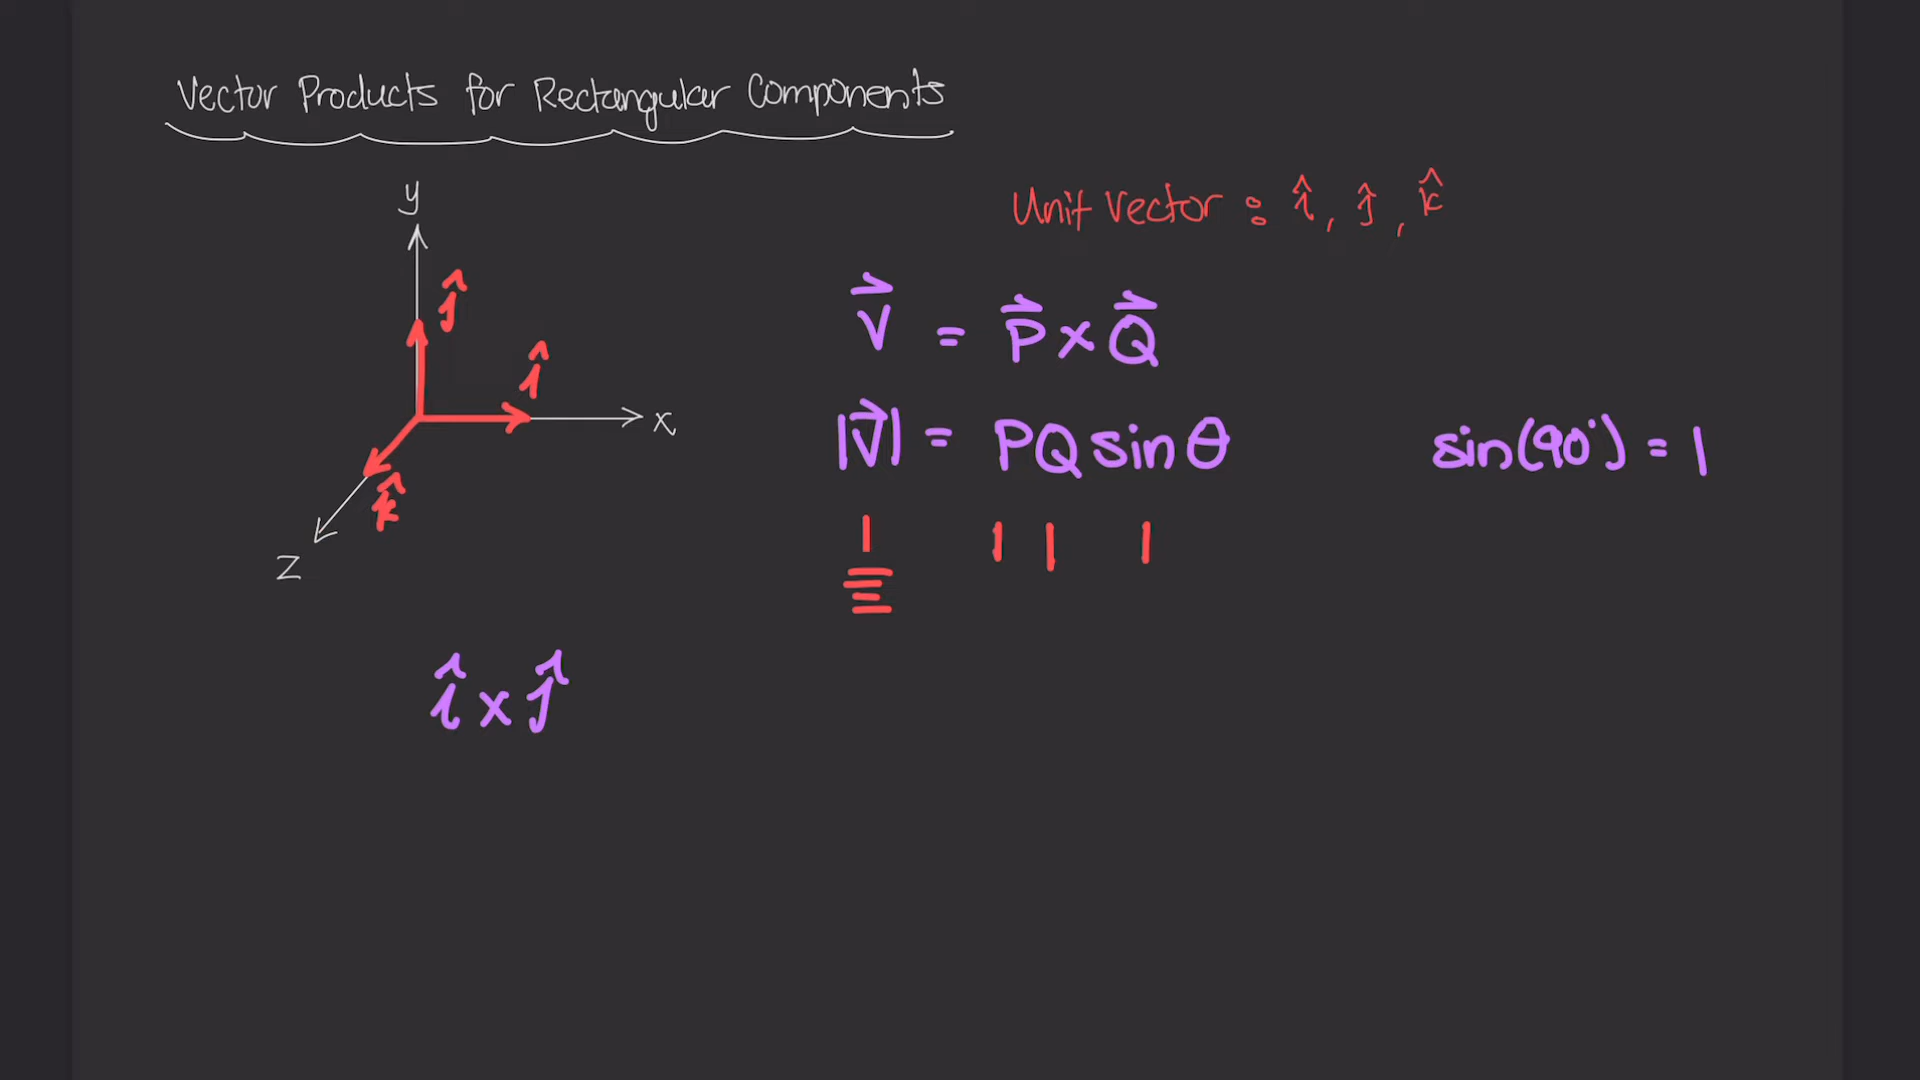 Vector Products for Rectangular Components
y
ĵ
î
x
k̂
z
Unit Vector : î, ĵ, k̂
V⃗ = P⃗ x Q⃗
|V⃗| = PQ sin θ
sin(90°) = 1
1 1 1 1
î x ĵ